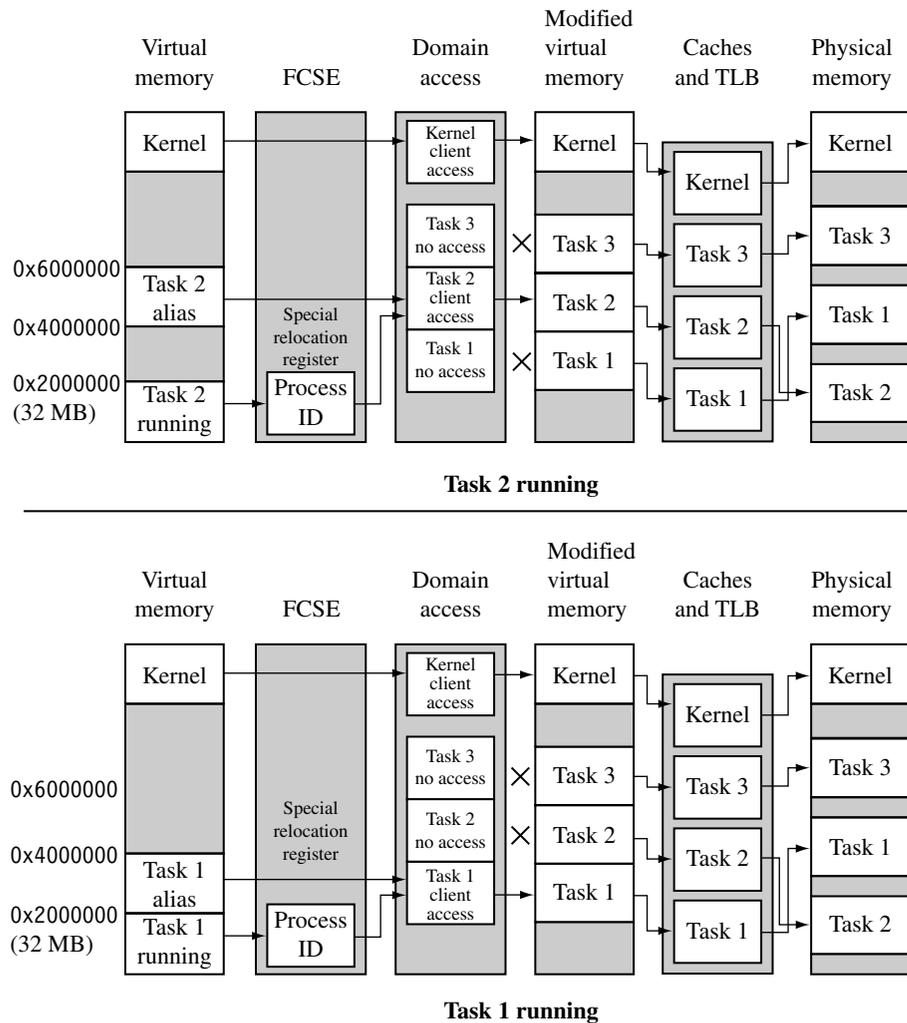 Virtual
memory
FCSE
Domain
access
Modified
virtual
memory
Caches
and TLB
Physical
memory
Kernel
Kernel
client
access
Kernel
Kernel
Kernel
Task 3
no access
Task 3
Task 3
Task 3
0x6000000
Task 2
alias
Task 2
client
access
Task 2
Task 2
Task 1
0x4000000
Special
relocation
register
Task 1
no access
Task 1
Task 1
Task 2
0x2000000
(32 MB)
Task 2
running
Process
ID
Task 2 running
Virtual
memory
FCSE
Domain
access
Modified
virtual
memory
Caches
and TLB
Physical
memory
Kernel
Kernel
client
access
Kernel
Kernel
Kernel
Task 3
no access
Task 3
Task 3
Task 3
0x6000000
Special
relocation
register
Task 2
no access
Task 2
Task 2
Task 1
0x4000000
Task 1
alias
Task 1
client
access
Task 1
Task 1
Task 2
0x2000000
(32 MB)
Task 1
running
Process
ID
Task 1 running